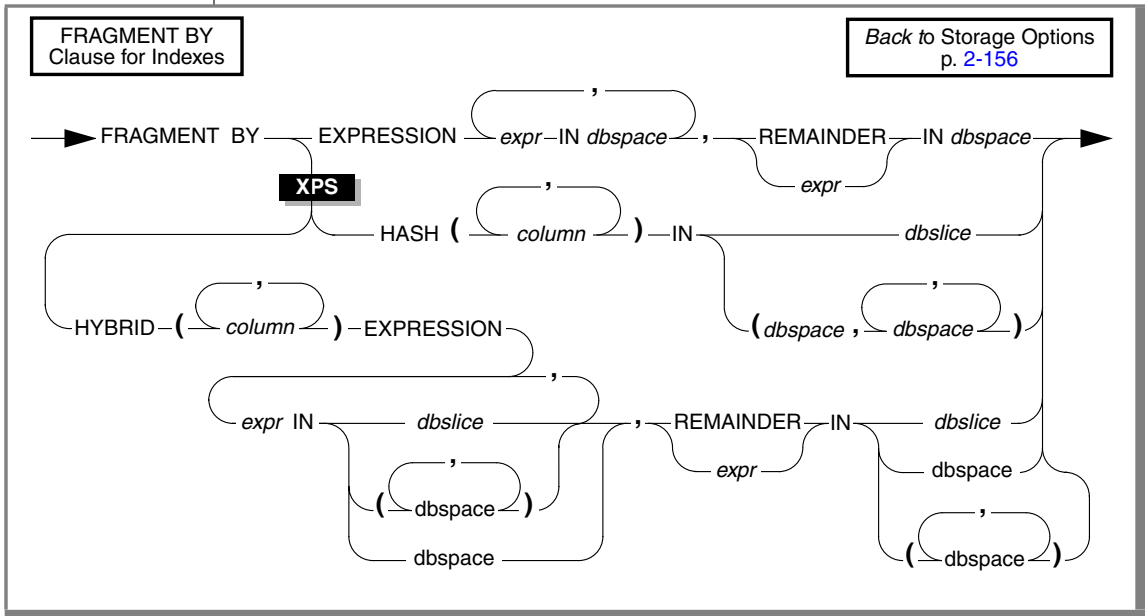 FRAGMENT BY
Clause for Indexes
Back to Storage Options
p. 2-156
,
FRAGMENT BY EXPRESSION expr IN dbspace , REMAINDER IN dbspace
expr
XPS
,
HASH ( column ) IN dbslice
,
( dbspace , dbspace )
,
HYBRID ( column ) EXPRESSION
,
expr IN dbslice , REMAINDER IN dbslice
expr
,
( dbspace )
dbspace
dbspace
,
( dbspace )